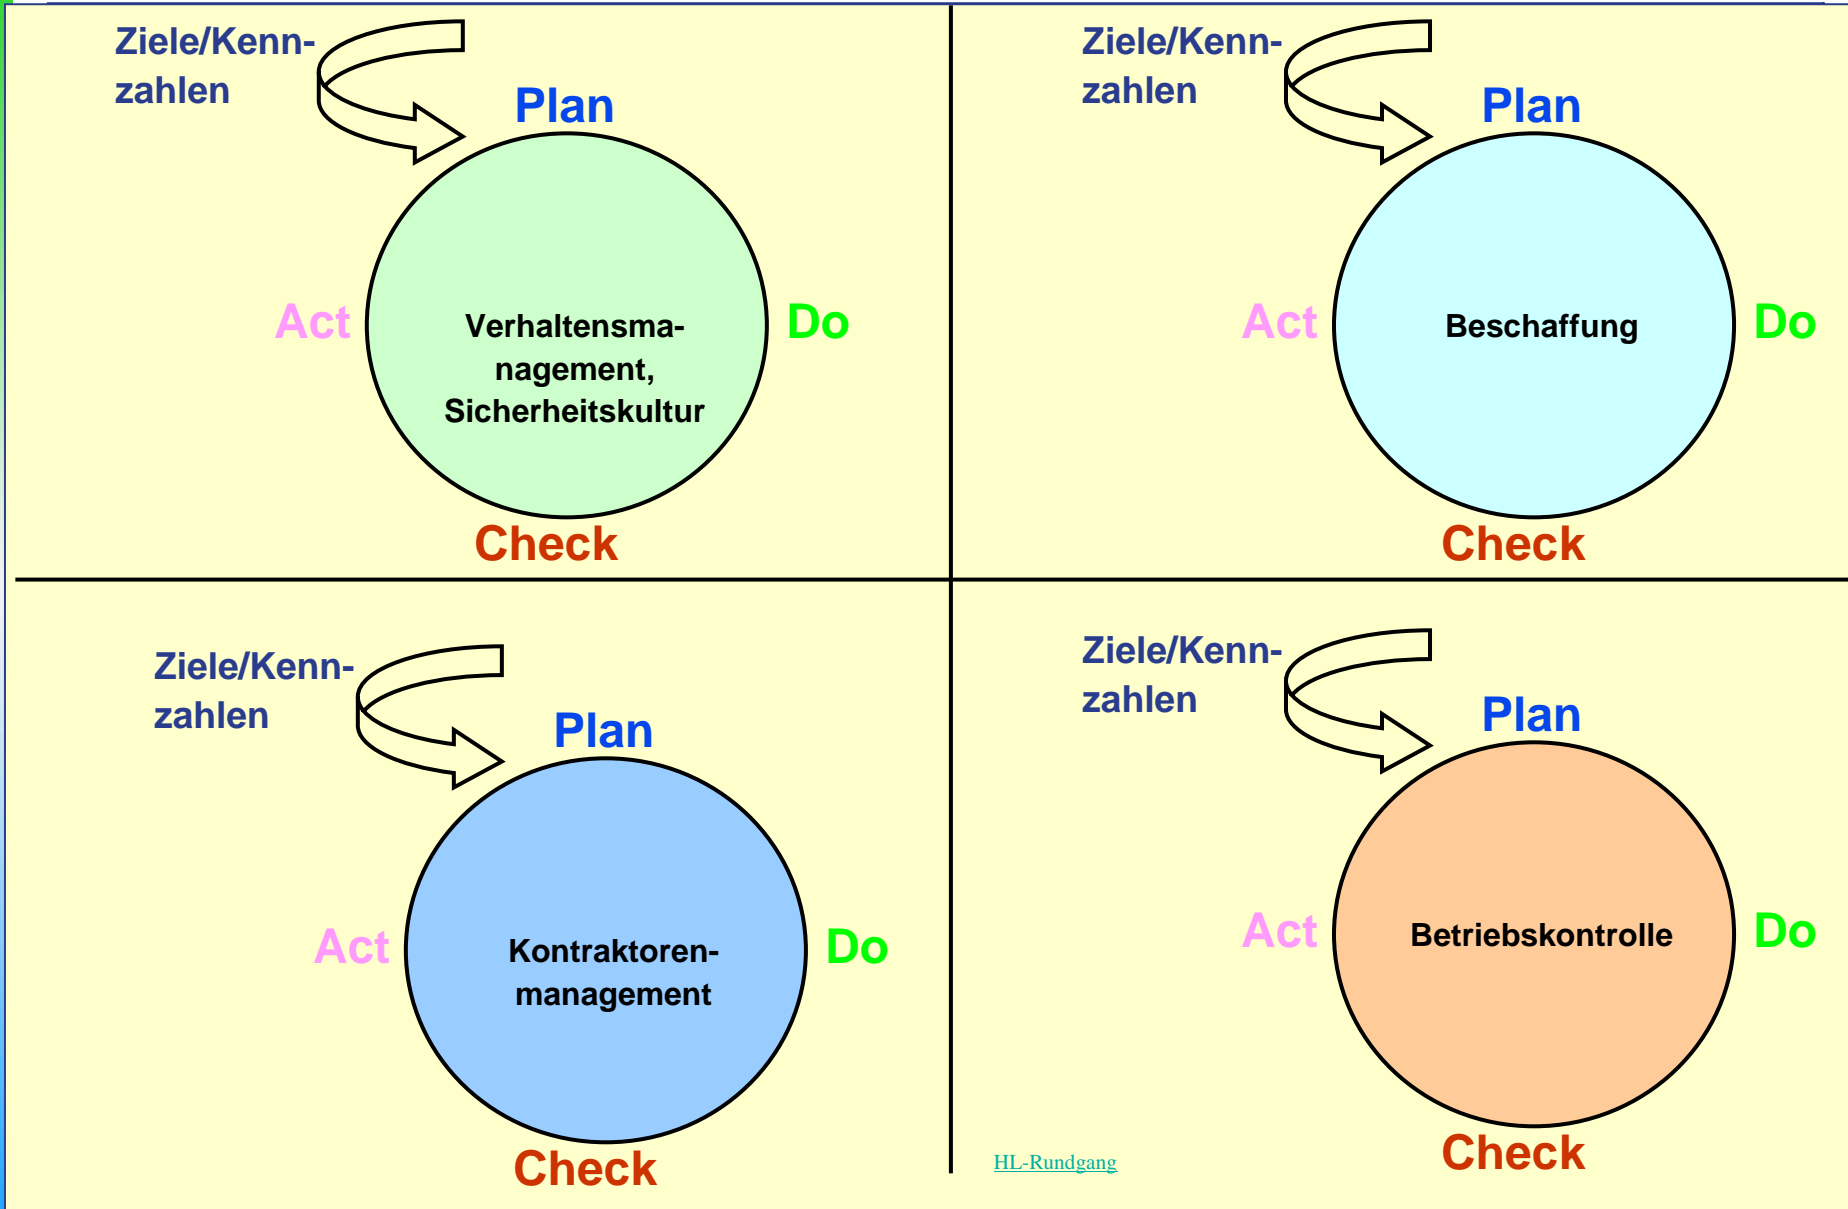 Ziele/Kenn-
zahlen
Plan
Act
Verhaltensma-
nagement,
Sicherheitskultur
Do
Check
Ziele/Kenn-
zahlen
Plan
Act
Beschaffung
Do
Check
Ziele/Kenn-
zahlen
Plan
Act
Kontraktoren-
management
Do
Check
Ziele/Kenn-
zahlen
Plan
Act
Betriebskontrolle
Do
Check
HL-Rundgang